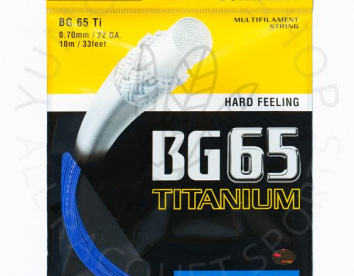 BG 65 Ti
0.70mm / 22 GA.
10m / 33feet
MULTIFILAMENT
STRING
HARD FEELING
BG65
TITANIUM